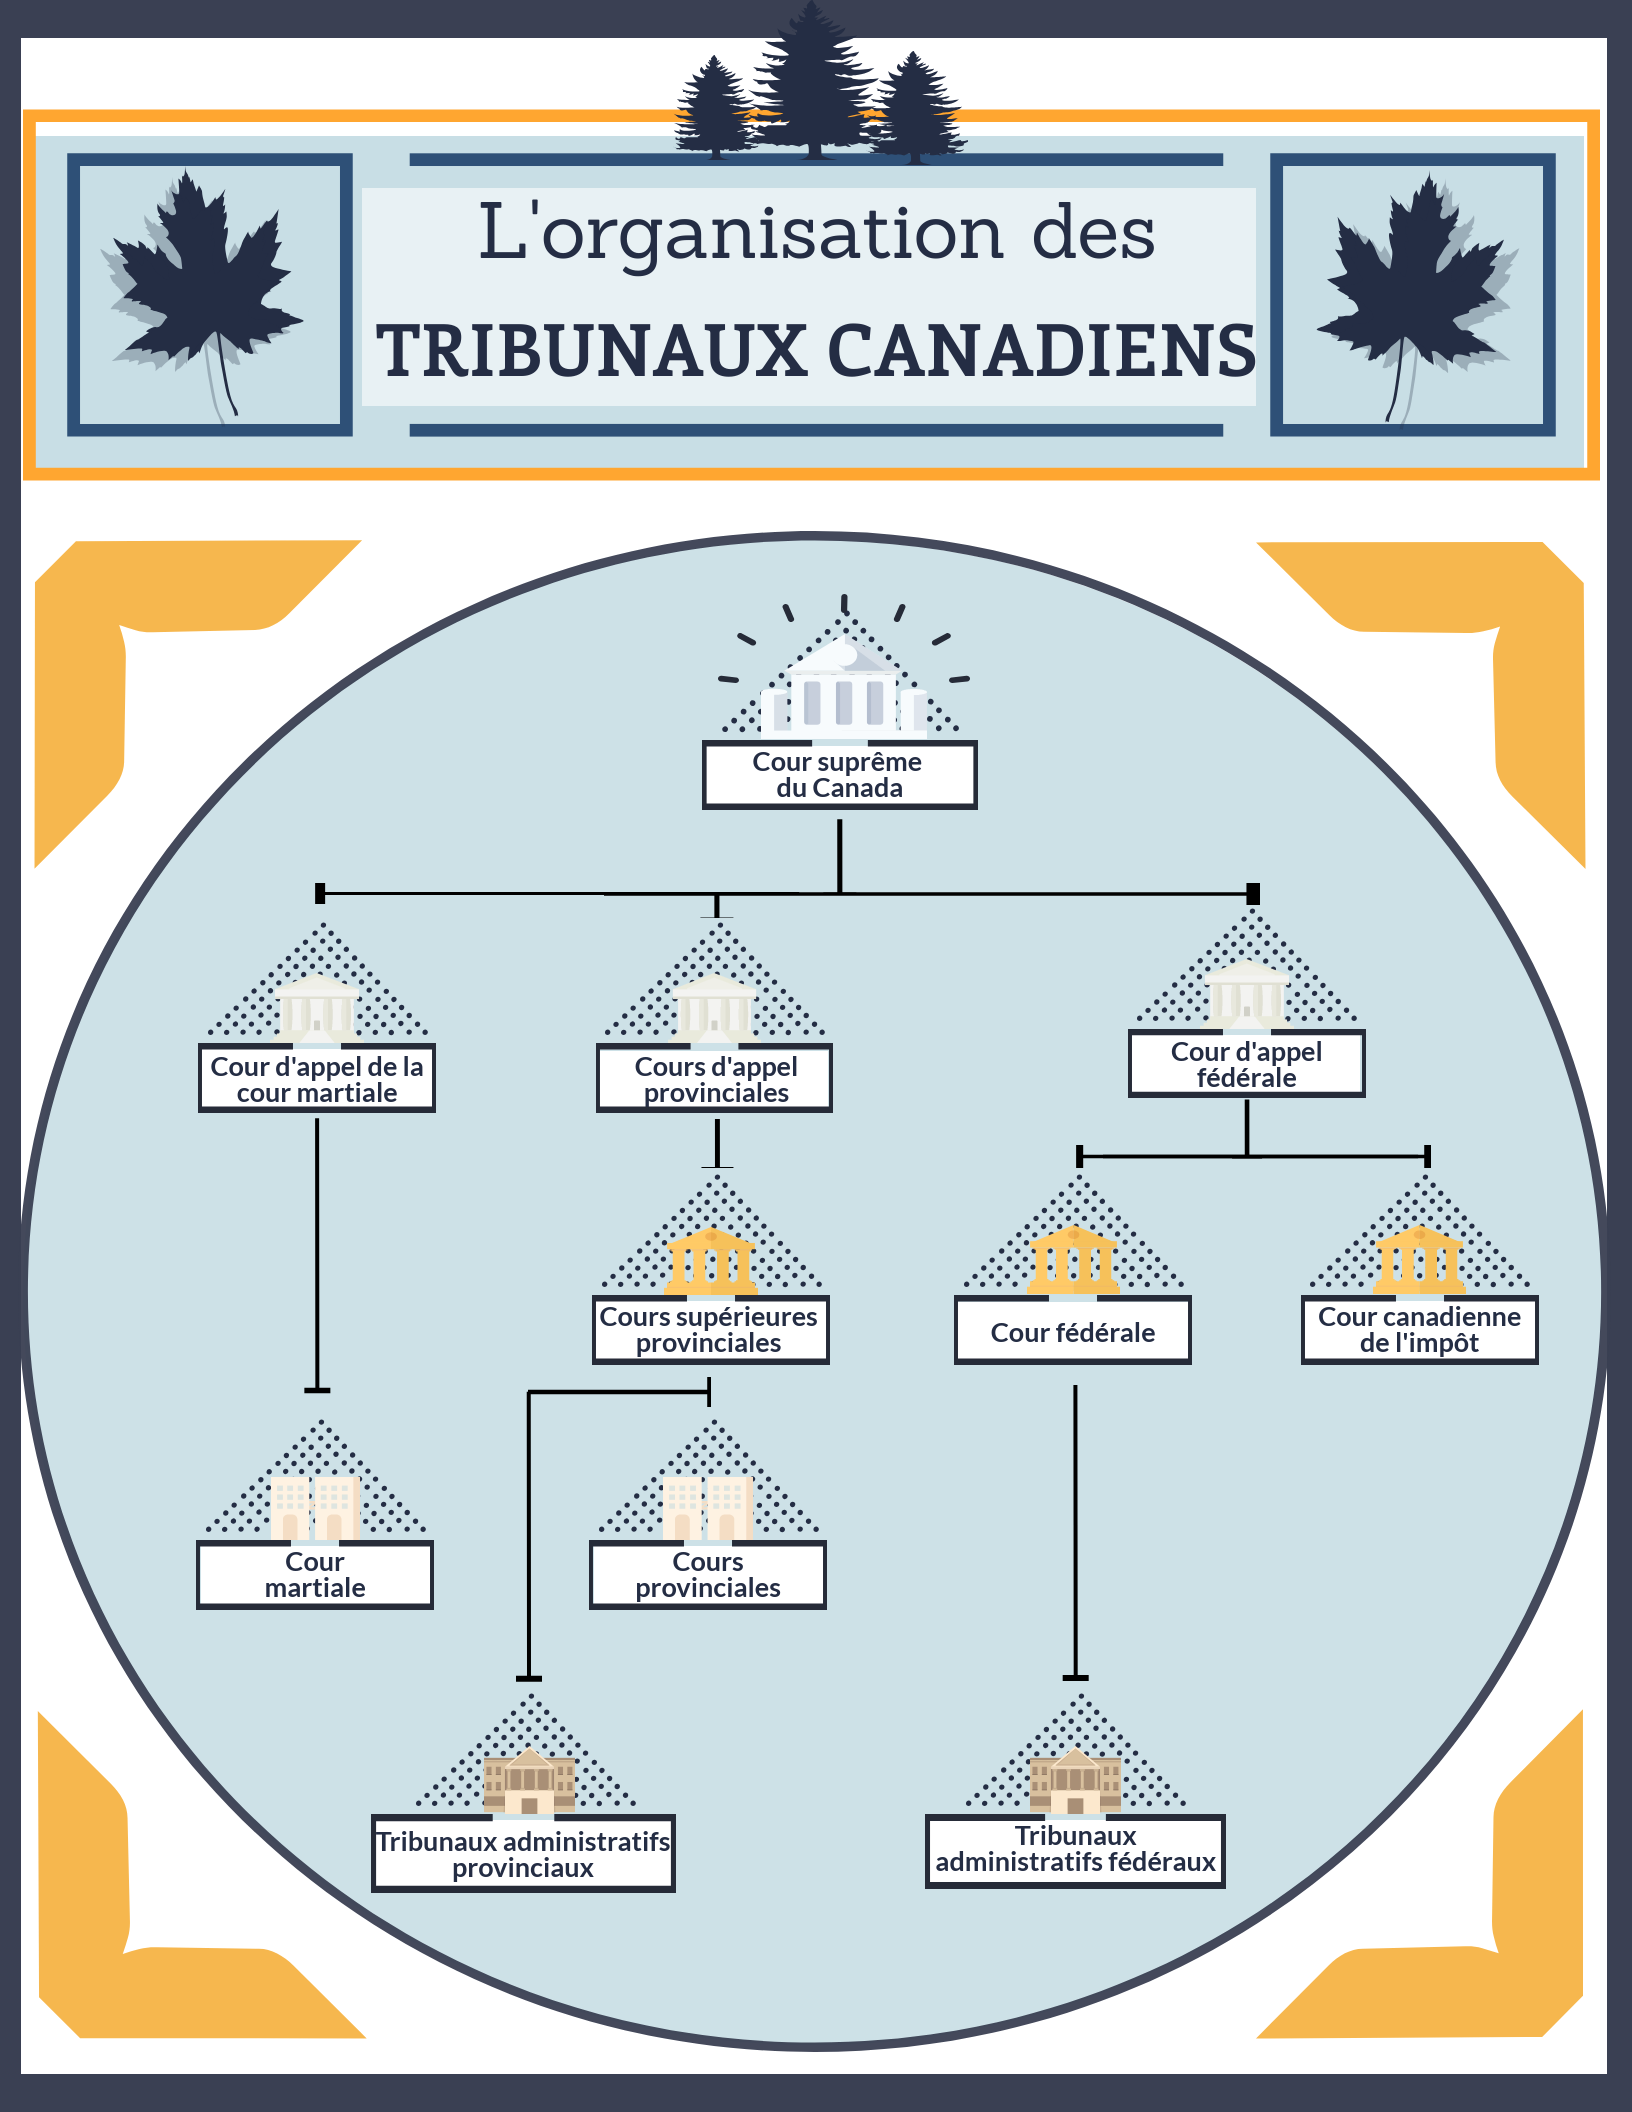 L'organisation des
TRIBUNAUX CANADIENS
Cour suprême
du Canada
Cour d'appel de la
cour martiale
Cours d'appel
provinciales
Cour d'appel
fédérale
Cours supérieures
provinciales
Cour fédérale
Cour canadienne
de l'impôt
Cour
martiale
Cours
provinciales
Tribunaux administratifs
provinciaux
Tribunaux
administratifs fédéraux